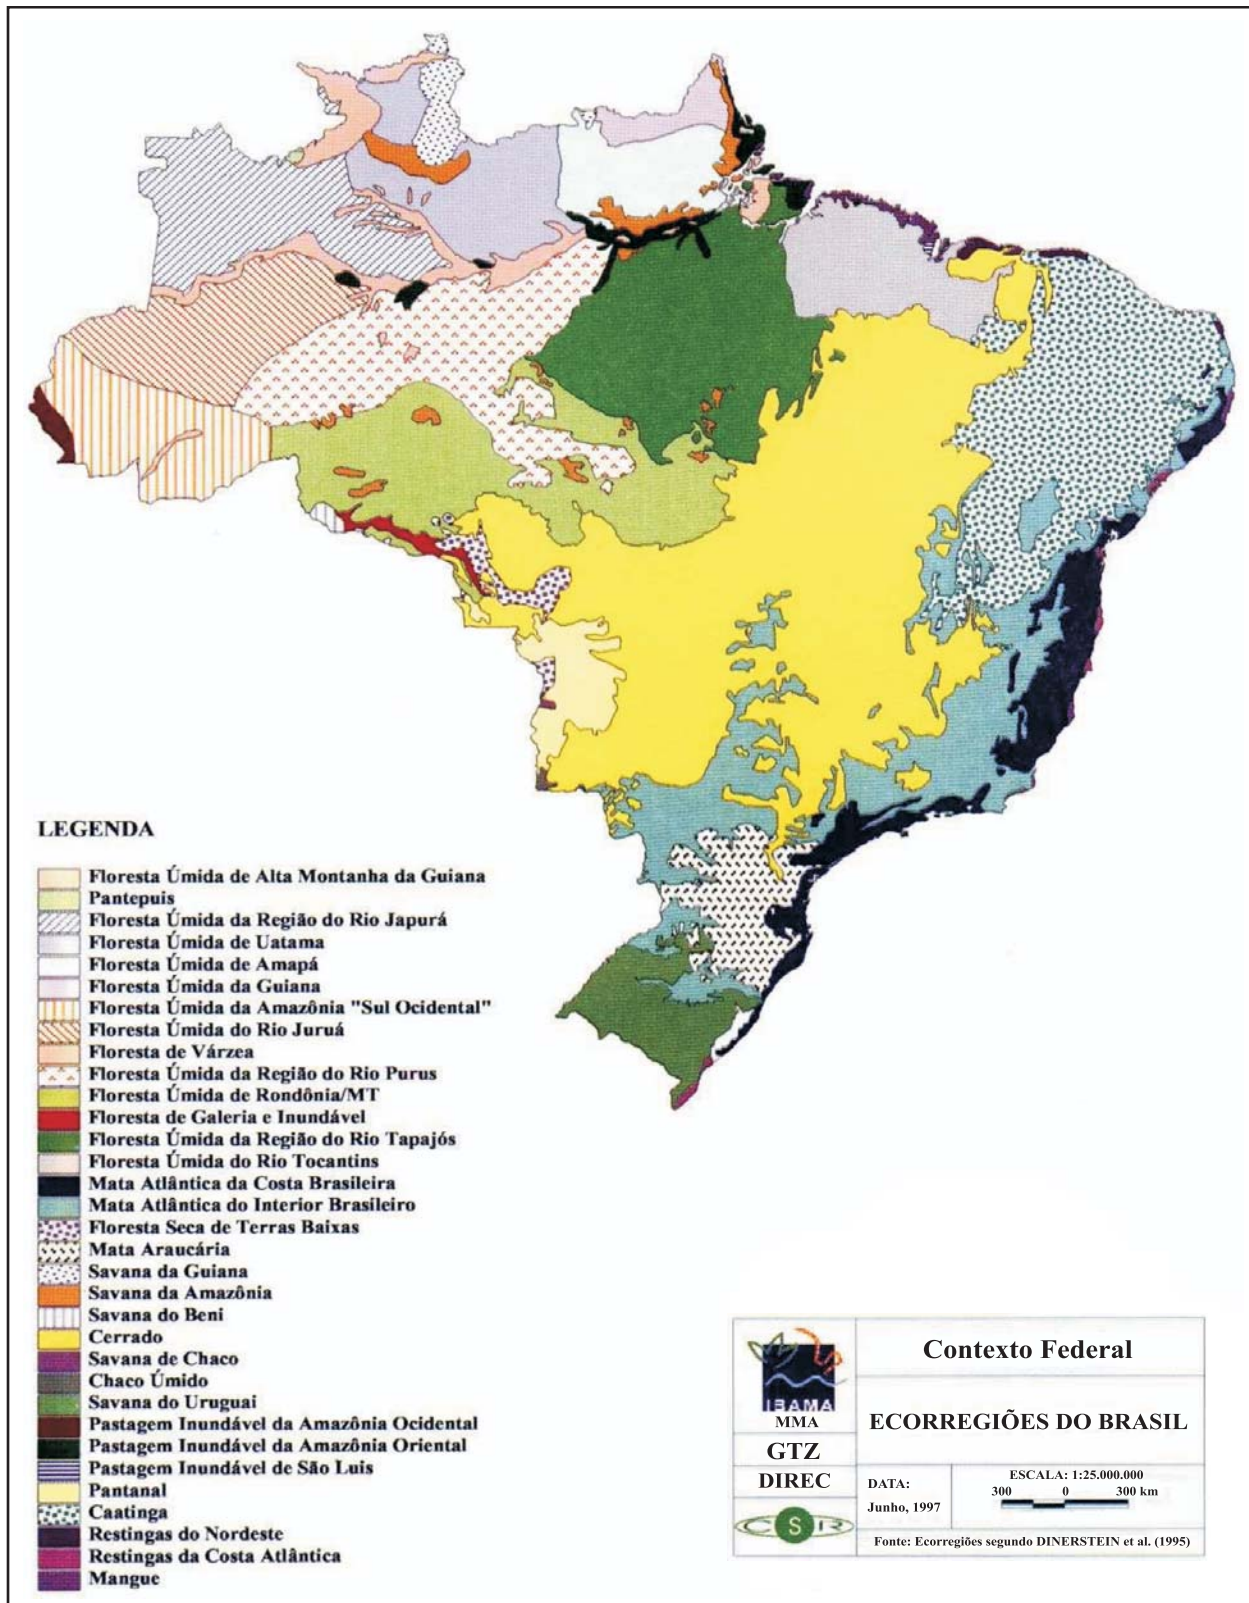 LEGENDA
Floresta Úmida de Alta Montanha da Guiana
Pantepuis
Floresta Úmida da Região do Rio Japurá
Floresta Úmida de Uatama
Floresta Úmida de Amapá
Floresta Úmida da Guiana
Floresta Úmida da Amazônia "Sul Ocidental"
Floresta Úmida do Rio Juruá
Floresta de Várzea
Floresta Úmida da Região do Rio Purus
Floresta Úmida de Rondônia/MT
Floresta de Galeria e Inundável
Floresta Úmida da Região do Rio Tapajós
Floresta Úmida do Rio Tocantins
Mata Atlântica da Costa Brasileira
Mata Atlântica do Interior Brasileiro
Floresta Seca de Terras Baixas
Mata Araucária
Savana da Guiana
Savana da Amazônia
Savana do Beni
Cerrado
Savana de Chaco
Chaco Úmido
Savana do Uruguai
Pastagem Inundável da Amazônia Ocidental
Pastagem Inundável da Amazônia Oriental
Pastagem Inundável de São Luis
Pantanal
Caatinga
Restingas do Nordeste
Restingas da Costa Atlântica
Mangue
IBAMA
MMA
GTZ
DIREC
CSR
Contexto Federal
ECORREGIÕES DO BRASIL
DATA:
Junho, 1997
ESCALA: 1:25.000.000
300 0 300 km
Fonte: Ecorregiões segundo DINERSTEIN et al. (1995)